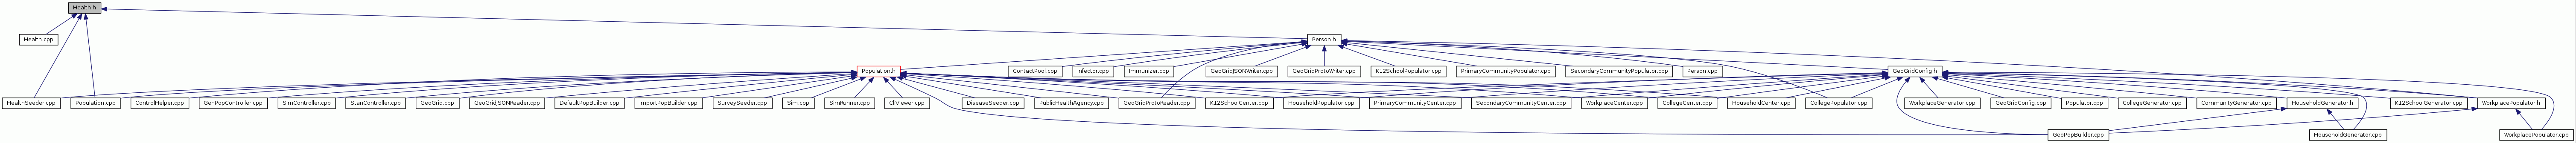 Health.h
Health.cpp
Person.h
Population.h
ContactPool.cpp
Infector.cpp
Immunizer.cpp
GeoGridJSONWriter.cpp
GeoGridProtoWriter.cpp
K12SchoolPopulator.cpp
PrimaryCommunityPopulator.cpp
SecondaryCommunityPopulator.cpp
Person.cpp
GeoGridConfig.h
HealthSeeder.cpp
Population.cpp
ControlHelper.cpp
GenPopController.cpp
SimController.cpp
StanController.cpp
GeoGrid.cpp
GeoGridJSONReader.cpp
DefaultPopBuilder.cpp
ImportPopBuilder.cpp
SurveySeeder.cpp
Sim.cpp
SimRunner.cpp
CliViewer.cpp
DiseaseSeeder.cpp
PublicHealthAgency.cpp
GeoGridProtoReader.cpp
K12SchoolCenter.cpp
HouseholdPopulator.cpp
PrimaryCommunityCenter.cpp
SecondaryCommunityCenter.cpp
WorkplaceCenter.cpp
CollegeCenter.cpp
HouseholdCenter.cpp
CollegePopulator.cpp
WorkplaceGenerator.cpp
GeoGridConfig.cpp
Populator.cpp
CollegeGenerator.cpp
CommunityGenerator.cpp
HouseholdGenerator.h
K12SchoolGenerator.cpp
WorkplacePopulator.h
GeoPopBuilder.cpp
HouseholdGenerator.cpp
WorkplacePopulator.cpp